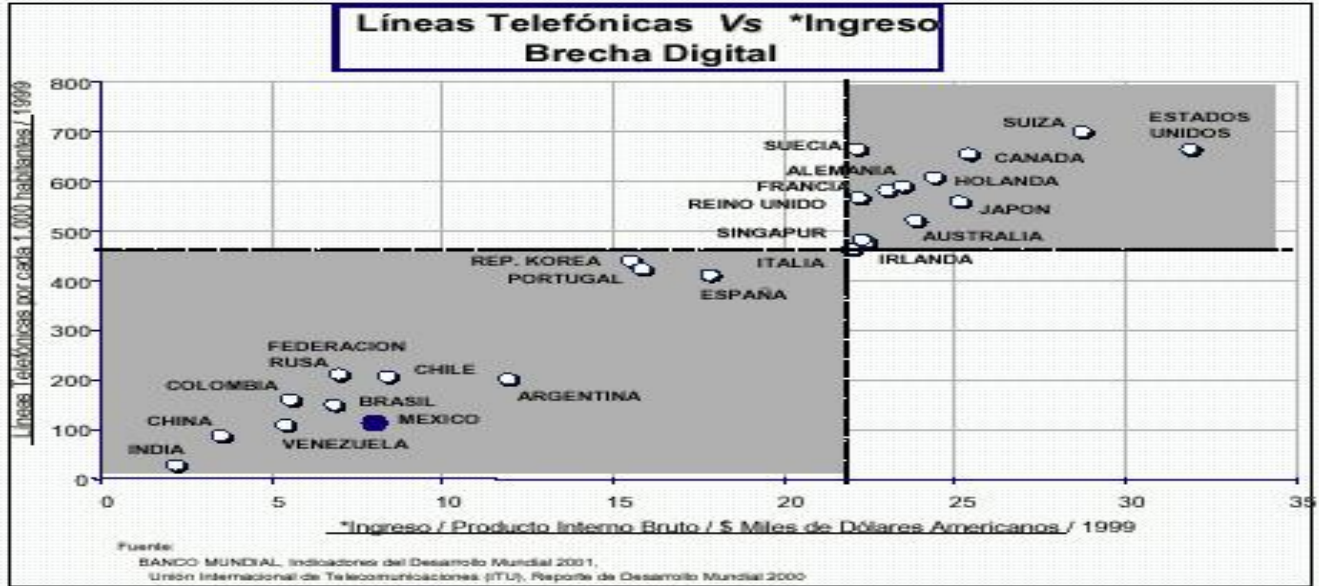 Líneas Telefónicas Vs *Ingreso
Brecha Digital
Líneas Telefónicas por cada 1,000 habitantes / 1999
800
700
600
500
400
300
200
100
0
SUIZA
ESTADOS
UNIDOS
SUECIA
CANADA
ALEMANIA
HOLANDA
FRANCIA
REINO UNIDO
JAPON
SINGAPUR
AUSTRALIA
REP. KOREA
ITALIA
IRLANDA
PORTUGAL
ESPAÑA
FEDERACION
RUSA
CHILE
COLOMBIA
BRASIL
ARGENTINA
CHINA
MEXICO
VENEZUELA
INDIA
0 5 10 15 20 25 30 35
*Ingreso / Producto Interno Bruto / $ Miles de Dólares Americanos / 1999
Fuente:
BANCO MUNDIAL, Indicadores del Desarrollo Mundial 2001,
Unión Internacional de Telecomunicaciones (ITU), Reporte de Desarrollo Mundial 2000